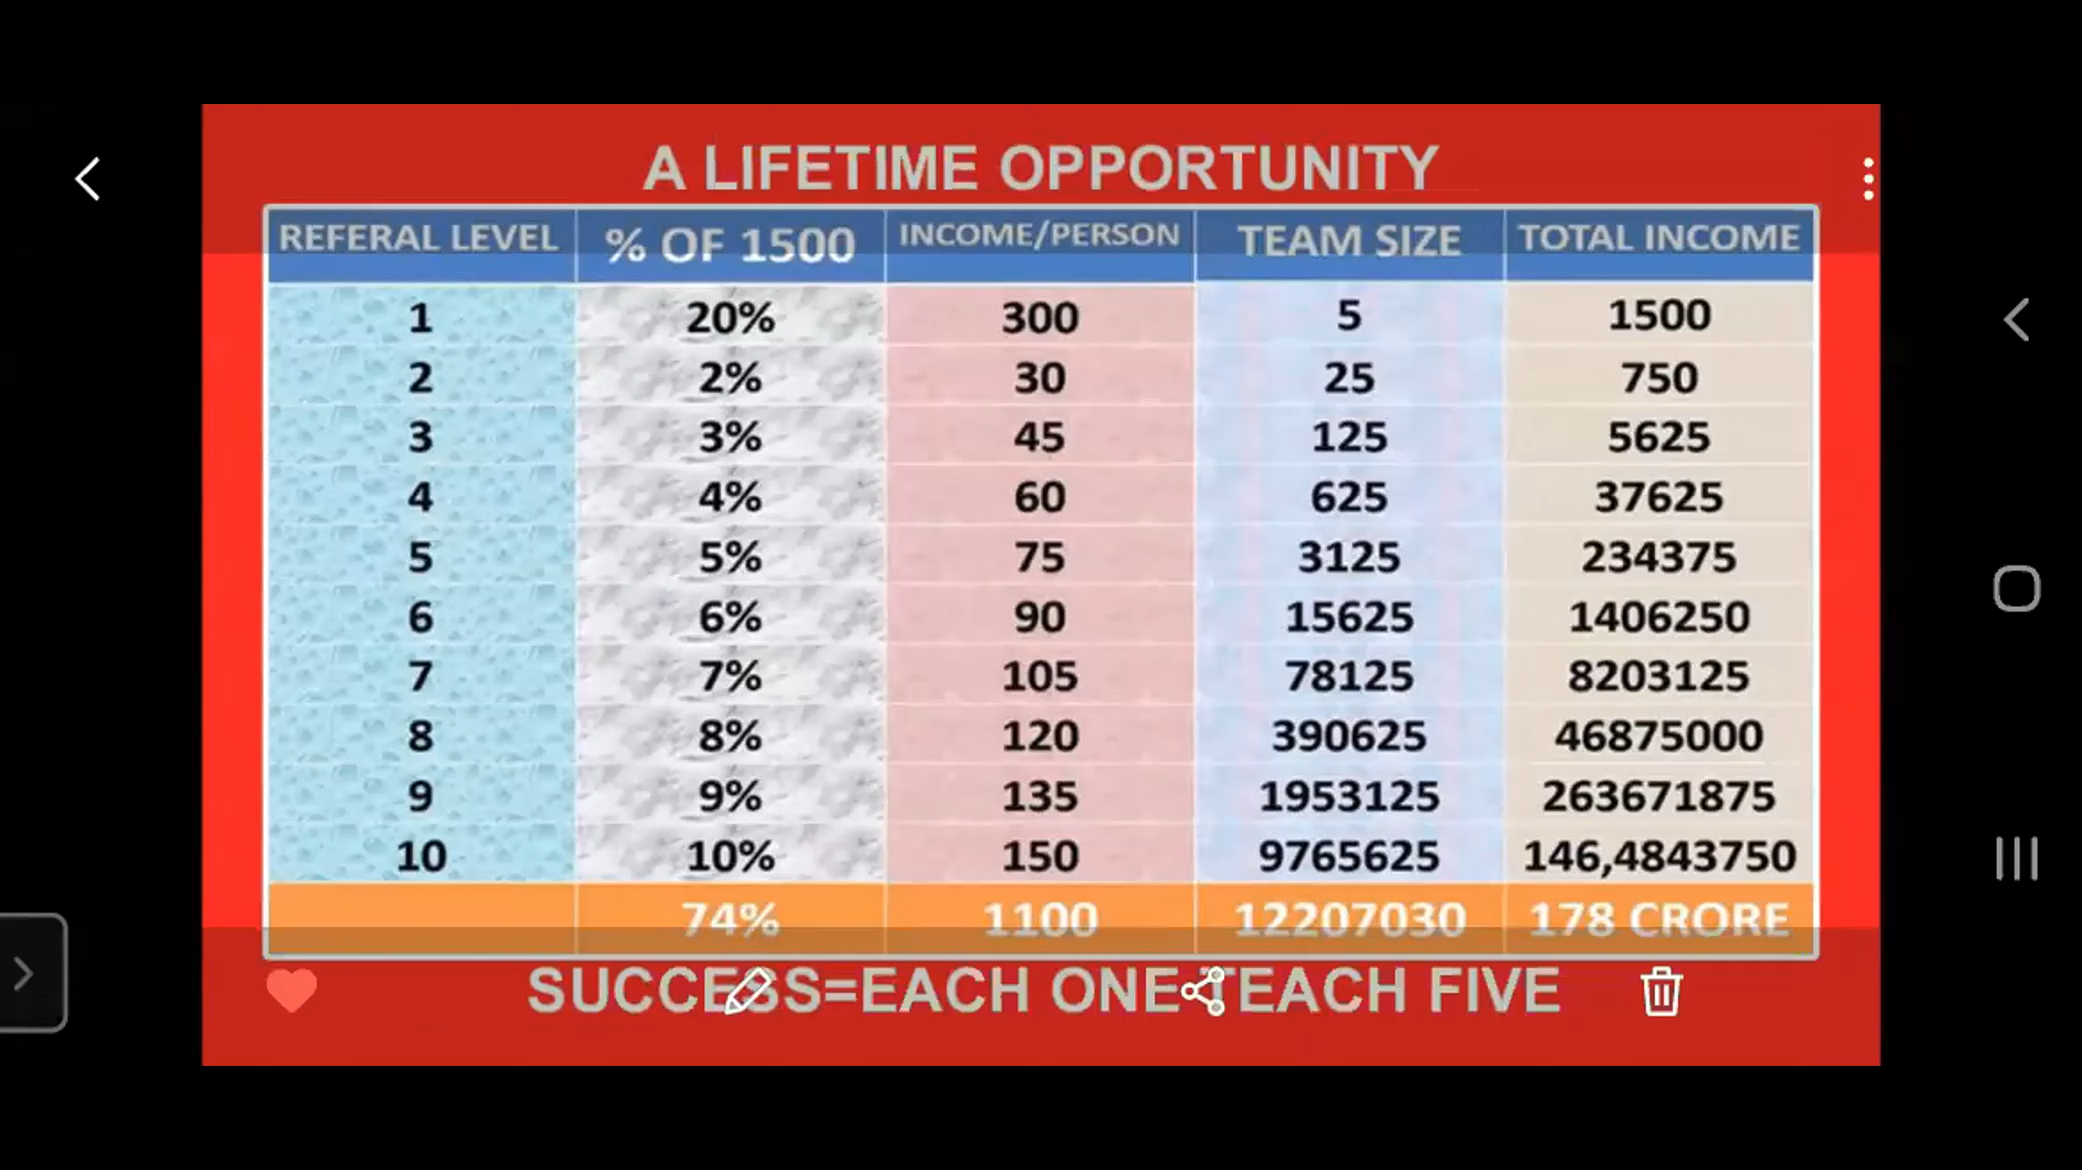 A LIFETIME OPPORTUNITY
REFERAL LEVEL % OF 1500 INCOME/PERSON TEAM SIZE TOTAL INCOME
1 20% 300 5 1500
2 2% 30 25 750
3 3% 45 125 5625
4 4% 60 625 37625
5 5% 75 3125 234375
6 6% 90 15625 1406250
7 7% 105 78125 8203125
8 8% 120 390625 46875000
9 9% 135 1953125 263671875
10 10% 150 9765625 146,4843750
74% 1100 12207030 178 CRORE
SUCCESS=EACH ONE TEACH FIVE